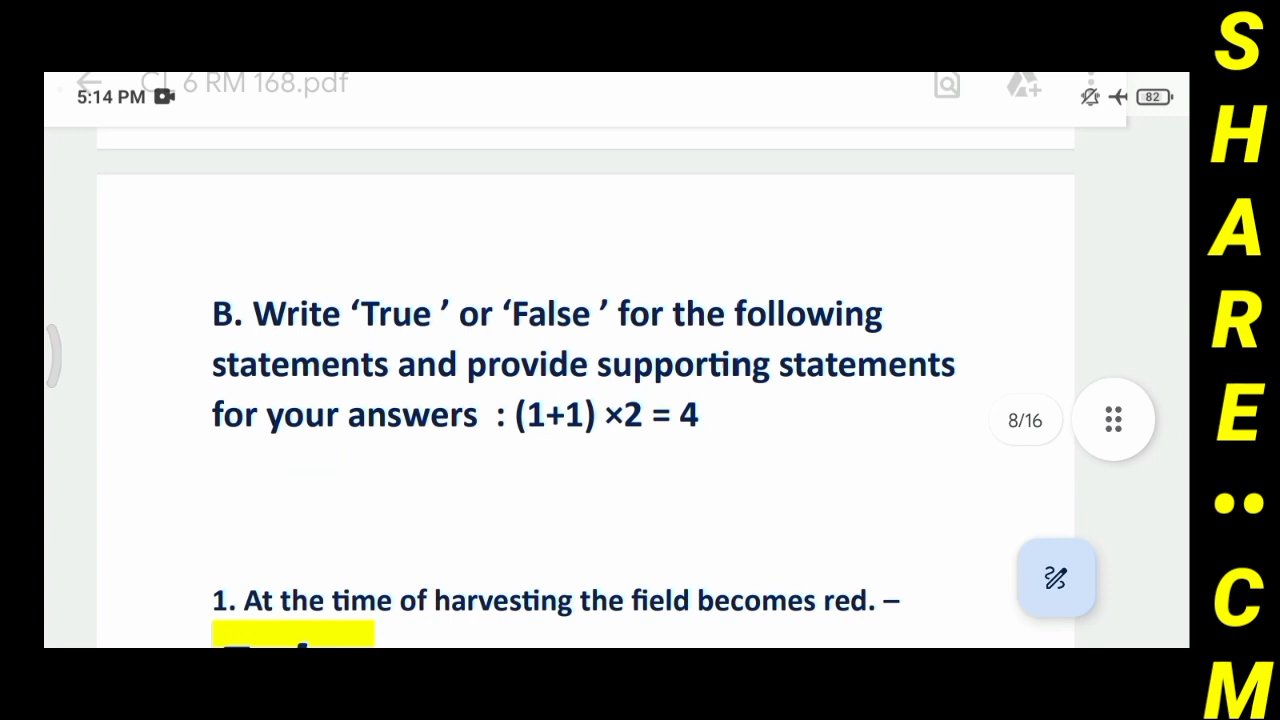 CL 6 RM 168.pdf
5:14 PM
82
B. Write ‘True ’ or ‘False ’ for the following
statements and provide supporting statements
for your answers : (1+1) ×2 = 4
8/16
1. At the time of harvesting the field becomes red. –
S
H
A
R
E
••
C
M